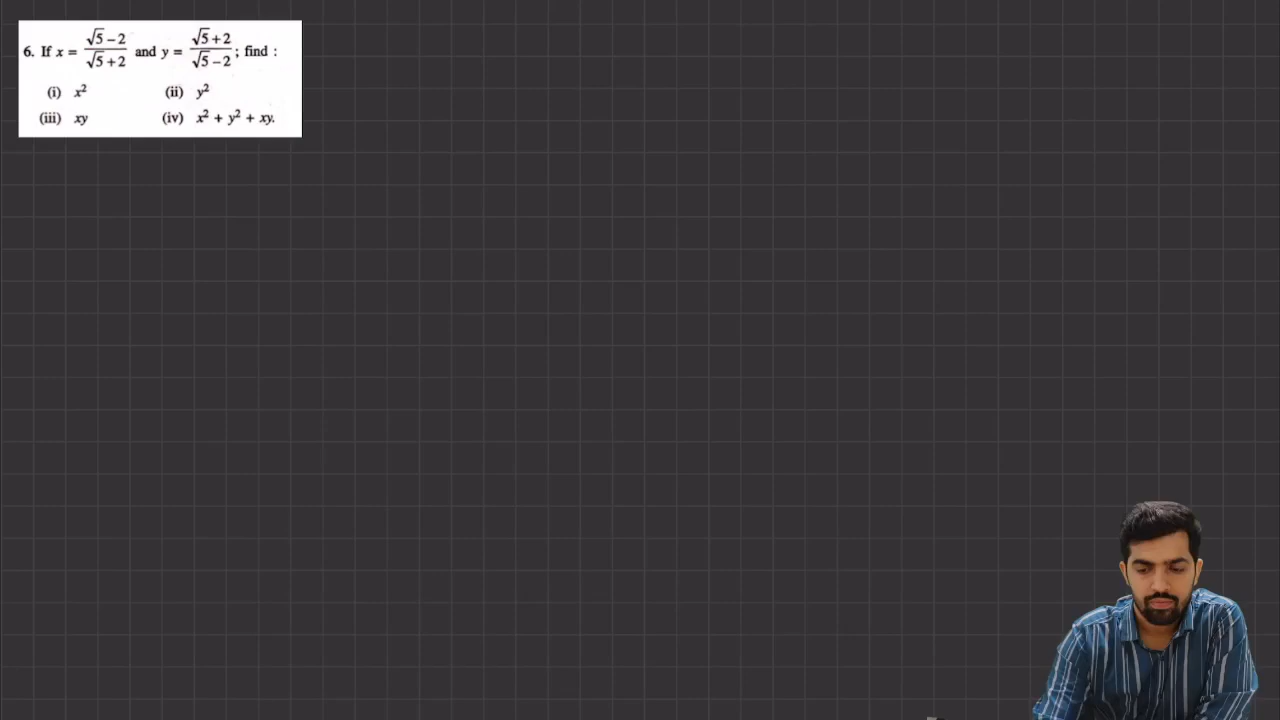 6. If x = (√5 − 2)/(√5 + 2) and y = (√5 + 2)/(√5 − 2); find :
(i) x² (ii) y²
(iii) xy (iv) x² + y² + xy.